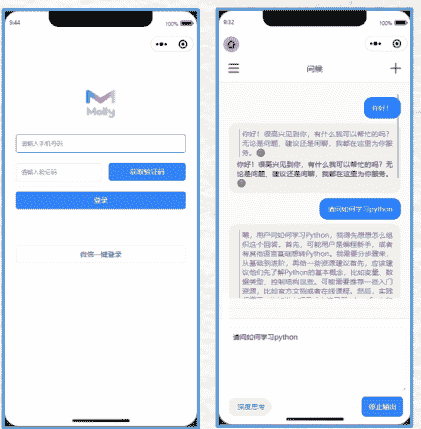 9:44
100%
Molly
请输入手机号码
请输入验证码
获取验证码
登录
微信一键登录
9:32
100%
问候
你好！
你好！很高兴见到你，有什么我可以帮忙的吗？
无论是问题、建议还是闲聊，我都在这里为你服
务。
你好！很高兴见到你，有什么我可以帮忙的吗？
无论是问题、建议还是闲聊，我都在这里为你服
务。
请问如何学习python
嗯，用户问如何学习Python，我得先想想怎么组
织这个回答。首先，可能用户是编程新手，或者
有其他语言基础想转Python。我需要分步骤来，
从基础到进阶，再给一些资源建议首先，应该建
议他们先了解Python的基本概念，比如变量、数
据类型、控制结构这些。可能需要推荐一些入门
资源，比如官方文档或者在线课程。然后，实践
请问如何学习python
深度思考
停止输出